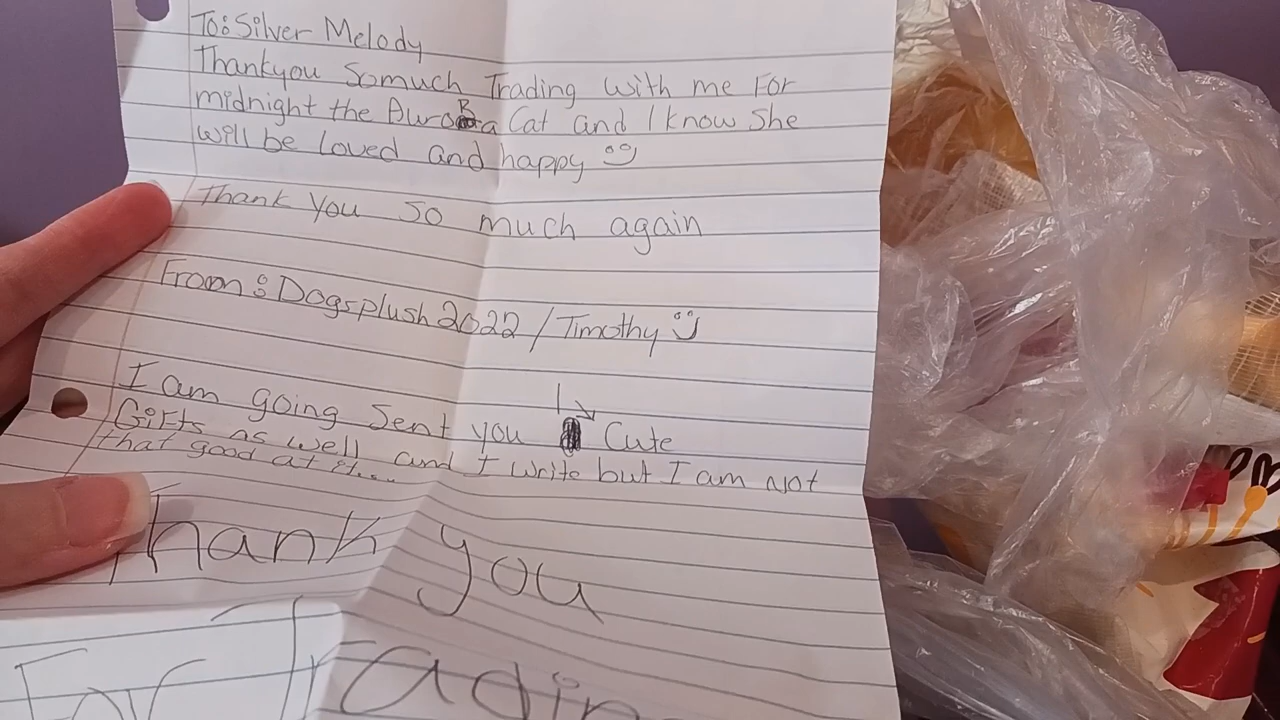 To: Silver Melody
Thankyou Somuch Trading with me For
midnight the Aurora Cat and I know She
will be loved and happy
Thank you so much again
From: Dogsplush2022 / Timothy
I am going Sent you Cute
Gifts as well and I write but I am not
that good at it...
Thank you
For Trading